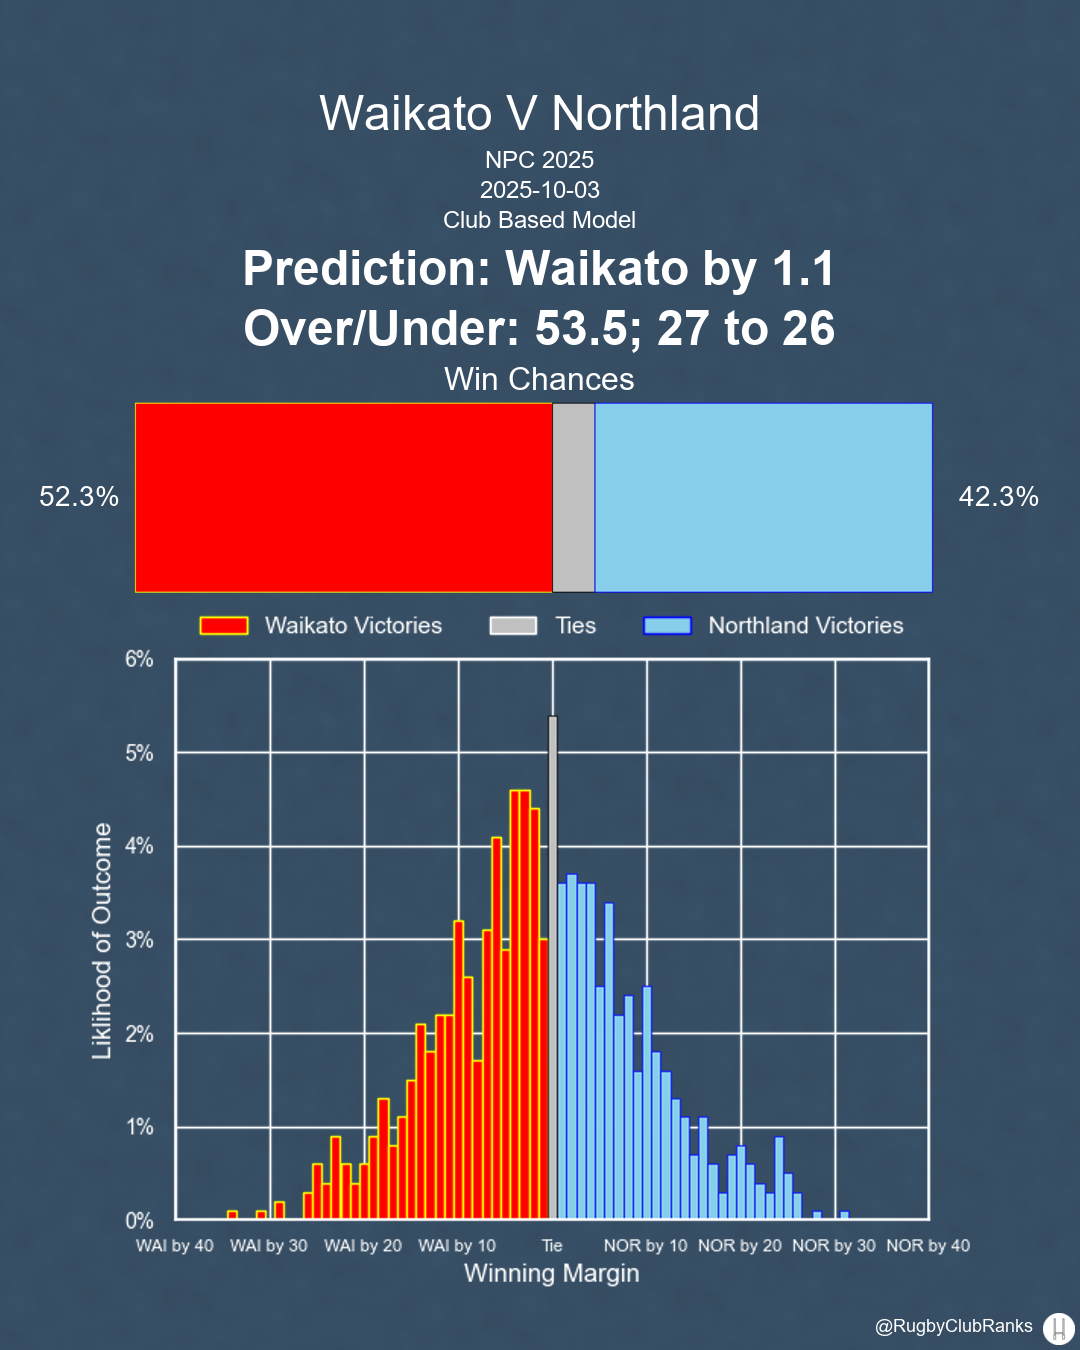 Waikato V Northland
NPC 2025
2025-10-03
Club Based Model
Prediction: Waikato by 1.1
Over/Under: 53.5; 27 to 26
Win Chances
52.3%
42.3%
Waikato Victories Ties Northland Victories
6%
5%
4%
3%
2%
1%
0%
Liklihood of Outcome
WAI by 40 WAI by 30 WAI by 20 WAI by 10 Tie NOR by 10 NOR by 20 NOR by 30 NOR by 40
Winning Margin
@RugbyClubRanks